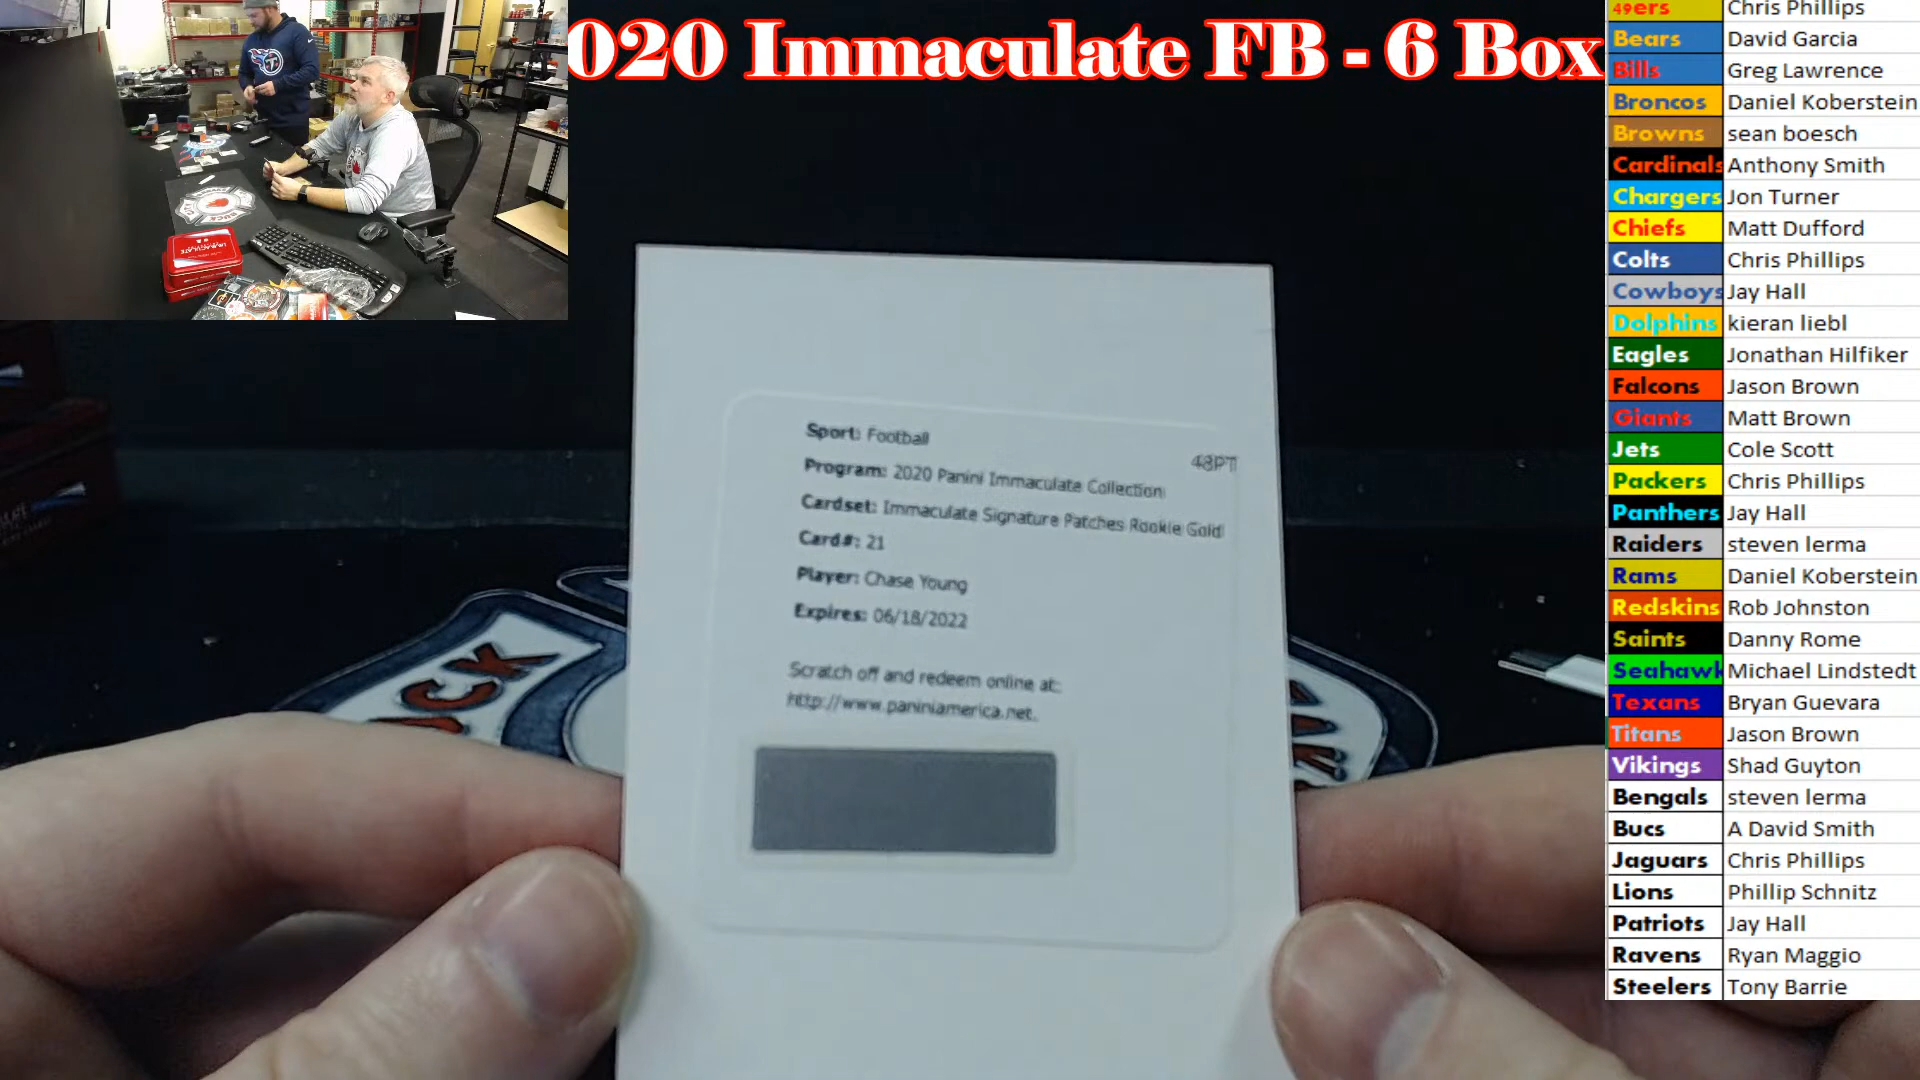 020 Immaculate FB - 6 Box
Sport: Football
48PT
Program: 2020 Panini Immaculate Collection
Cardset: Immaculate Signature Patches Rookie Gold
Card#: 21
Player: Chase Young
Expires: 06/18/2022
Scratch off and redeem online at:
http://www.paniniamerica.net.
49ers Chris Phillips
Bears David Garcia
Bills Greg Lawrence
Broncos Daniel Koberstein
Browns sean boesch
Cardinals Anthony Smith
Chargers Jon Turner
Chiefs Matt Dufford
Colts Chris Phillips
Cowboys Jay Hall
Dolphins kieran liebl
Eagles Jonathan Hilfiker
Falcons Jason Brown
Giants Matt Brown
Jets Cole Scott
Packers Chris Phillips
Panthers Jay Hall
Raiders steven lerma
Rams Daniel Koberstein
Redskins Rob Johnston
Saints Danny Rome
Seahawk Michael Lindstedt
Texans Bryan Guevara
Titans Jason Brown
Vikings Shad Guyton
Bengals steven lerma
Bucs A David Smith
Jaguars Chris Phillips
Lions Phillip Schnitz
Patriots Jay Hall
Ravens Ryan Maggio
Steelers Tony Barrie